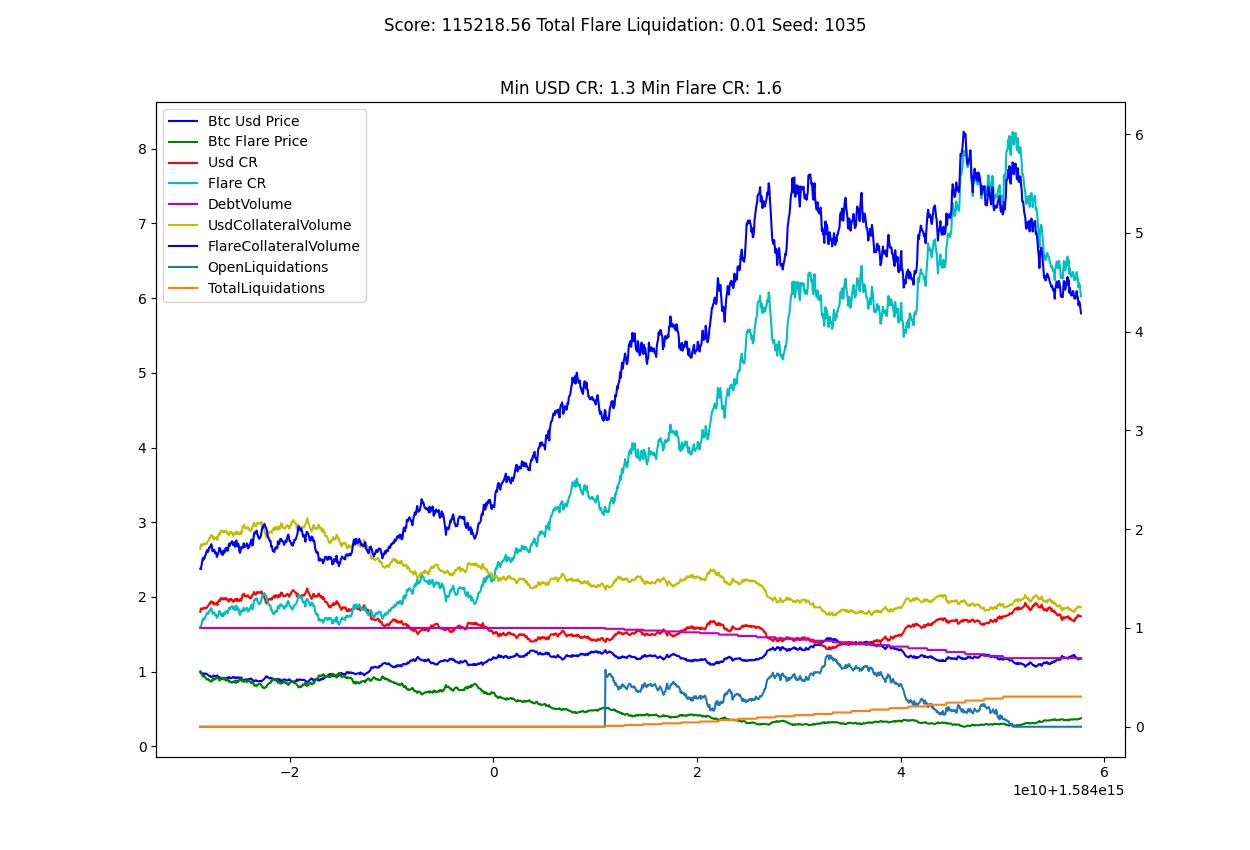 Score: 115218.56 Total Flare Liquidation: 0.01 Seed: 1035
Min USD CR: 1.3 Min Flare CR: 1.6
Btc Usd Price
Btc Flare Price
Usd CR
Flare CR
DebtVolume
UsdCollateralVolume
FlareCollateralVolume
OpenLiquidations
TotalLiquidations
8
7
6
5
4
3
2
1
0
6
5
4
3
2
1
0
−2
0
2
4
6
1e10+1.584e15